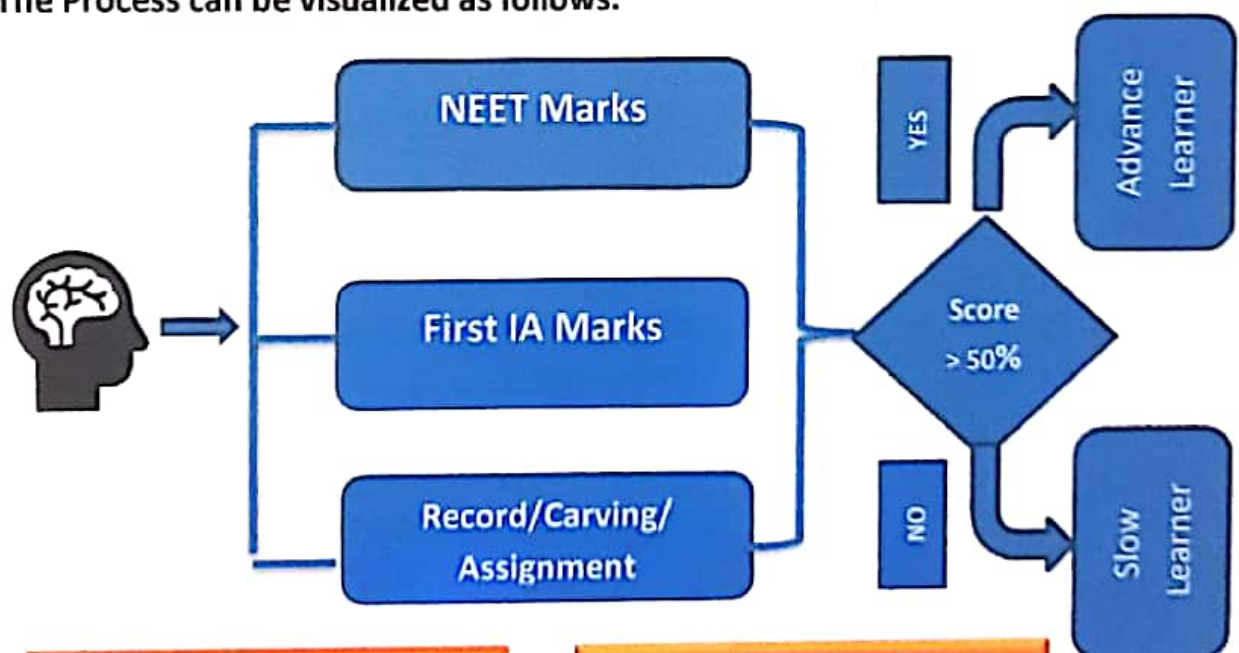 The Process can be visualized as follows:
NEET Marks
First IA Marks
Record/Carving/
Assignment
Score
> 50%
YES
Advance
Learner
NO
Slow
Learner